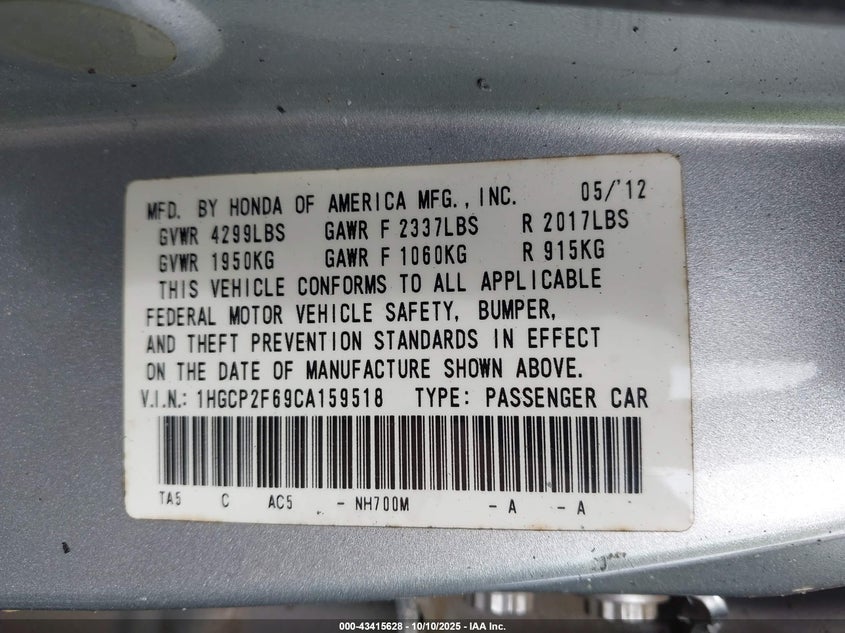 MFD. BY HONDA OF AMERICA MFG., INC. 05/'12
GVWR 4299LBS GAWR F 2337LBS R 2017LBS
GVWR 1950KG GAWR F 1060KG R 915KG
THIS VEHICLE CONFORMS TO ALL APPLICABLE
FEDERAL MOTOR VEHICLE SAFETY, BUMPER,
AND THEFT PREVENTION STANDARDS IN EFFECT
ON THE DATE OF MANUFACTURE SHOWN ABOVE.
V.I.N.: 1HGCP2F69CA159518 TYPE: PASSENGER CAR
TA5 C AC5 - NH700M - A - A -
000-43415628 - 10/10/2025 - IAA Inc.